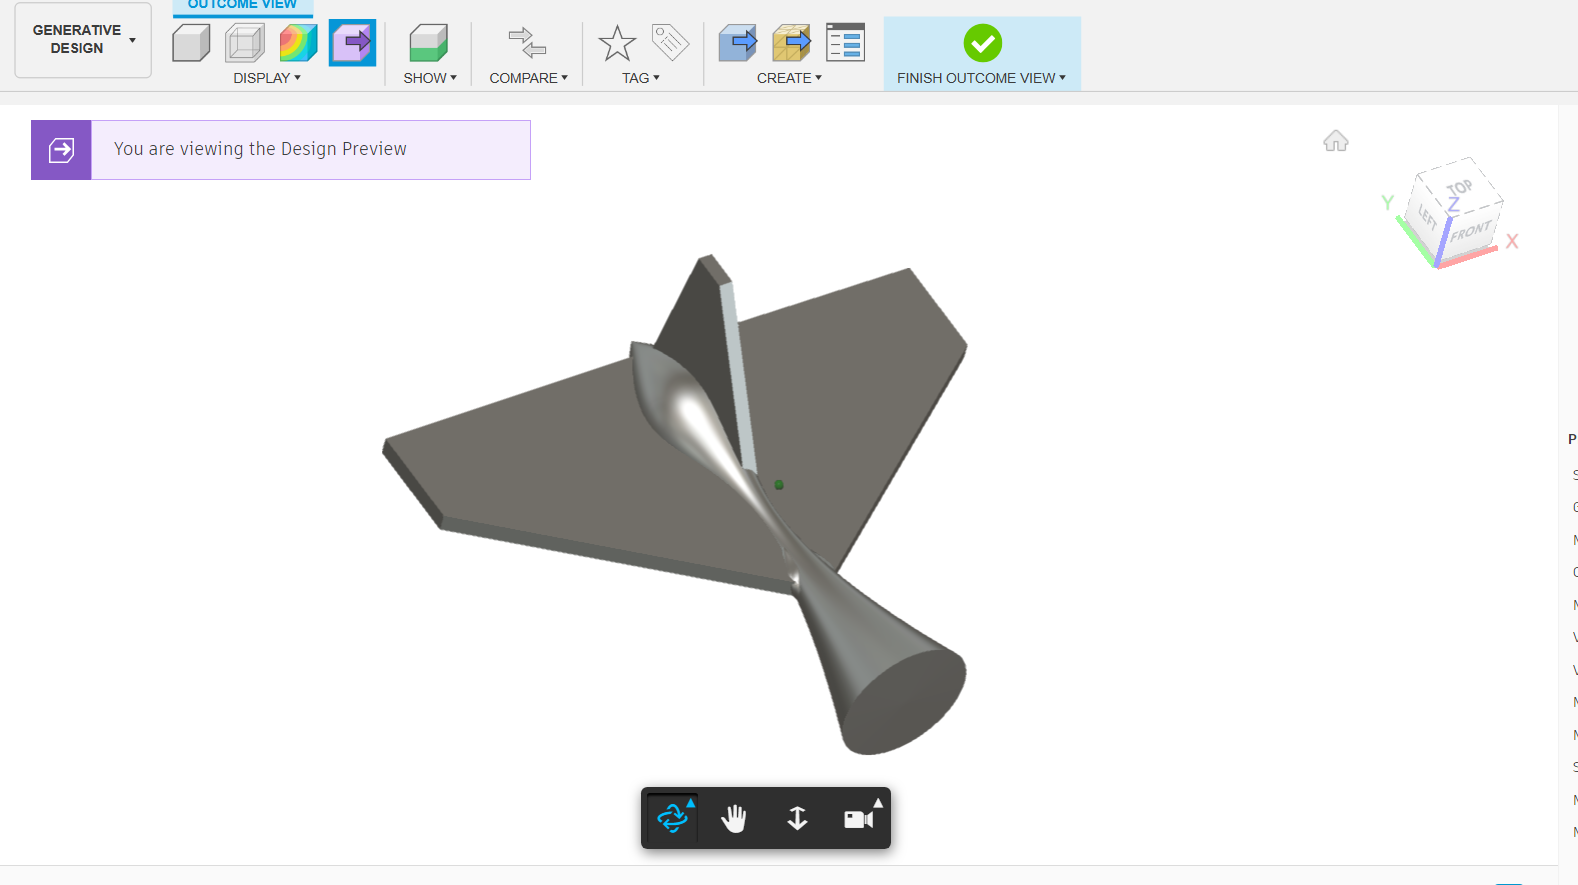 OUTCOME VIEW
GENERATIVE
DESIGN
DISPLAY
SHOW
COMPARE
TAG
CREATE
FINISH OUTCOME VIEW
You are viewing the Design Preview
TOP
LEFT
FRONT
Y
Z
X
P
S
G
M
C
M
V
V
M
M
S
M
M